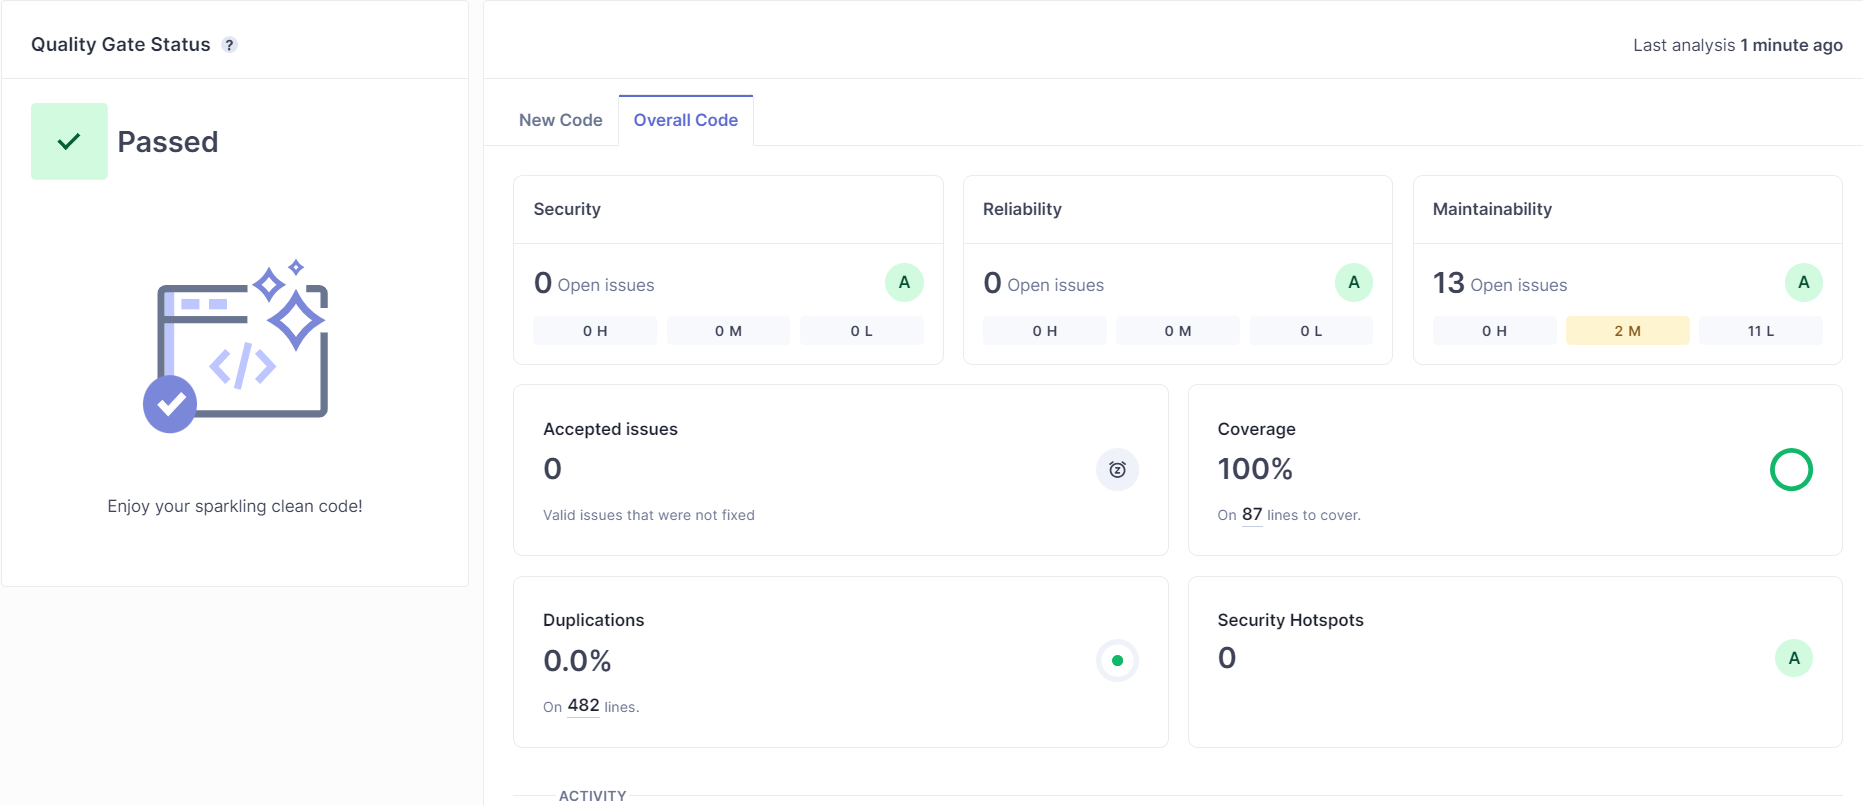 Quality Gate Status ?
Passed
Enjoy your sparkling clean code!
Last analysis 1 minute ago
New Code
Overall Code
Security
0 Open issues
A
0 H
0 M
0 L
Reliability
0 Open issues
A
0 H
0 M
0 L
Maintainability
13 Open issues
A
0 H
2 M
11 L
Accepted issues
0
Valid issues that were not fixed
Coverage
100%
On 87 lines to cover.
Duplications
0.0%
On 482 lines.
Security Hotspots
0
A
ACTIVITY